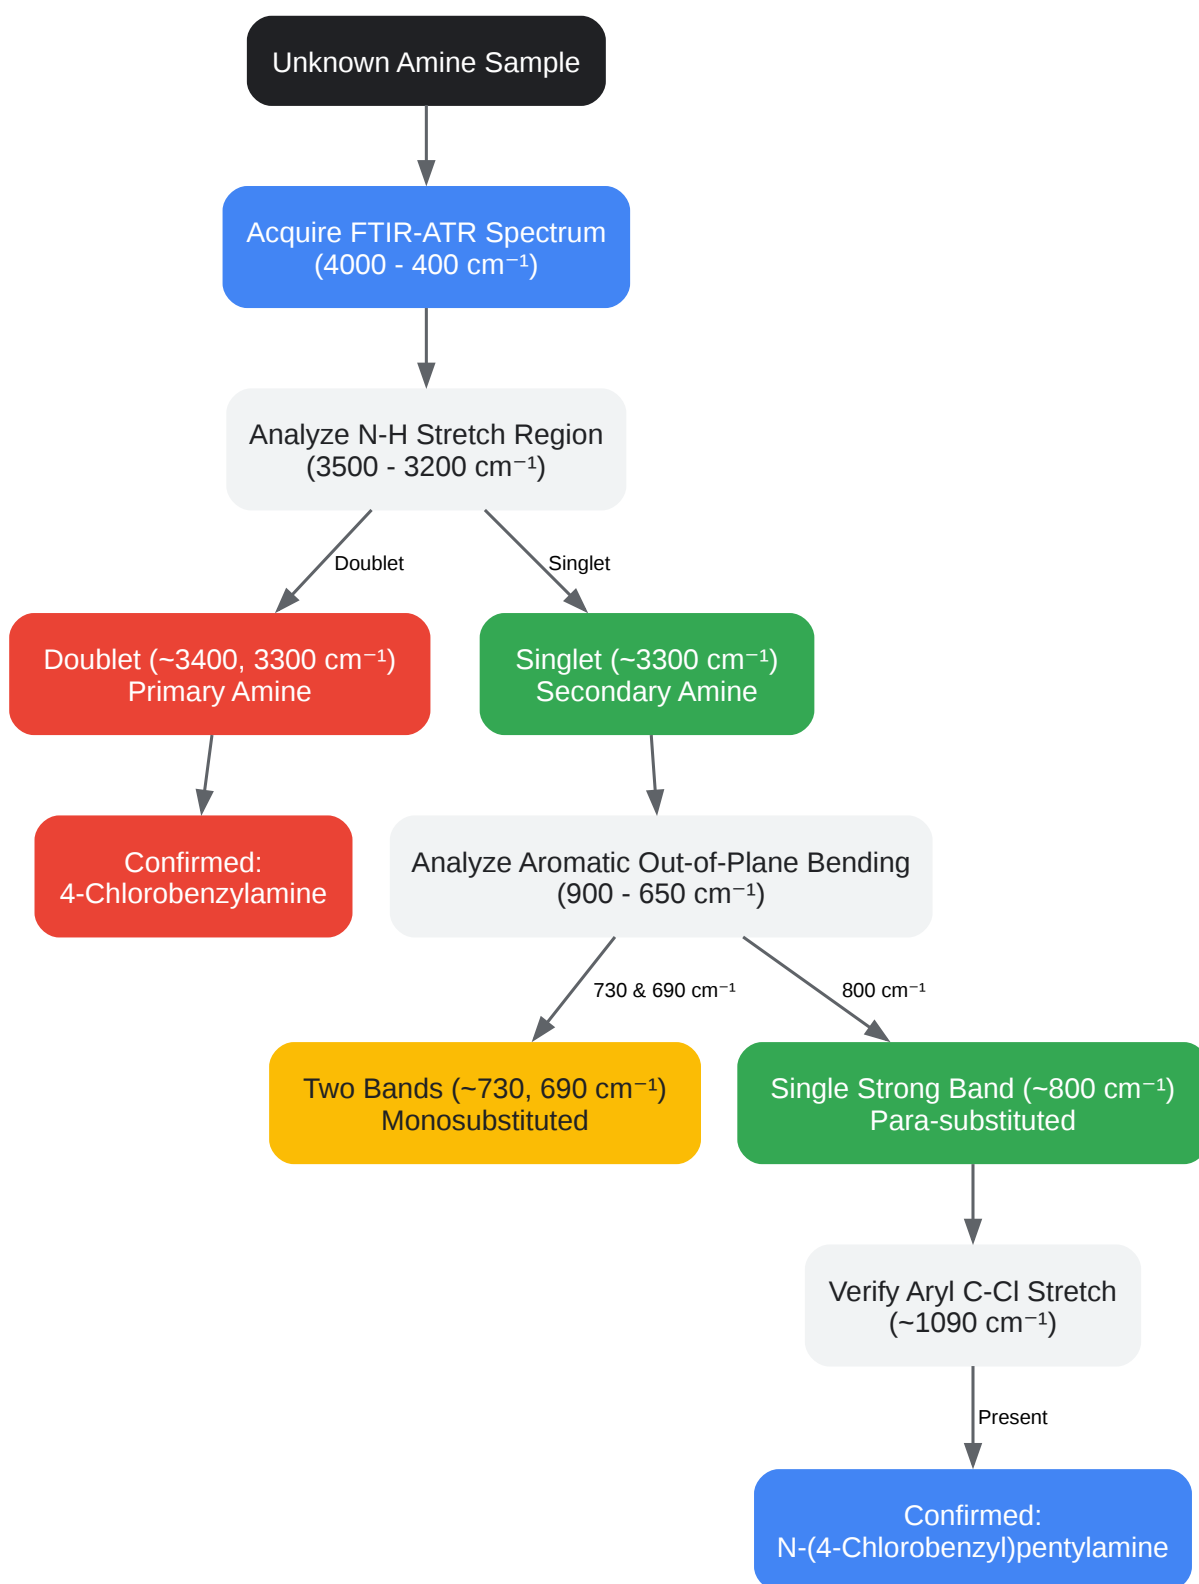 Unknown Amine Sample
Acquire FTIR-ATR Spectrum
(4000 - 400 cm⁻¹)
Analyze N-H Stretch Region
(3500 - 3200 cm⁻¹)
Doublet
Singlet
Doublet (~3400, 3300 cm⁻¹)
Primary Amine
Singlet (~3300 cm⁻¹)
Secondary Amine
Confirmed:
4-Chlorobenzylamine
Analyze Aromatic Out-of-Plane Bending
(900 - 650 cm⁻¹)
730 & 690 cm⁻¹
800 cm⁻¹
Two Bands (~730, 690 cm⁻¹)
Monosubstituted
Single Strong Band (~800 cm⁻¹)
Para-substituted
Verify Aryl C-Cl Stretch
(~1090 cm⁻¹)
Present
Confirmed:
N-(4-Chlorobenzyl)pentylamine